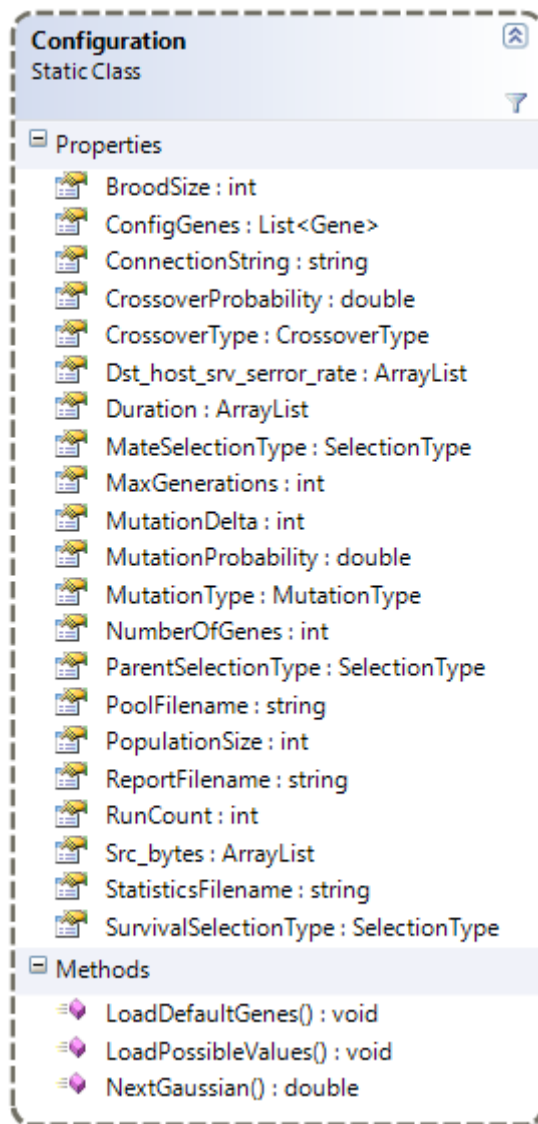 Configuration
Static Class
Properties
BroodSize : int
ConfigGenes : List<Gene>
ConnectionString : string
CrossoverProbability : double
CrossoverType : CrossoverType
Dst_host_srv_serror_rate : ArrayList
Duration : ArrayList
MateSelectionType : SelectionType
MaxGenerations : int
MutationDelta : int
MutationProbability : double
MutationType : MutationType
NumberOfGenes : int
ParentSelectionType : SelectionType
PoolFilename : string
PopulationSize : int
ReportFilename : string
RunCount : int
Src_bytes : ArrayList
StatisticsFilename : string
SurvivalSelectionType : SelectionType
Methods
LoadDefaultGenes() : void
LoadPossibleValues() : void
NextGaussian() : double